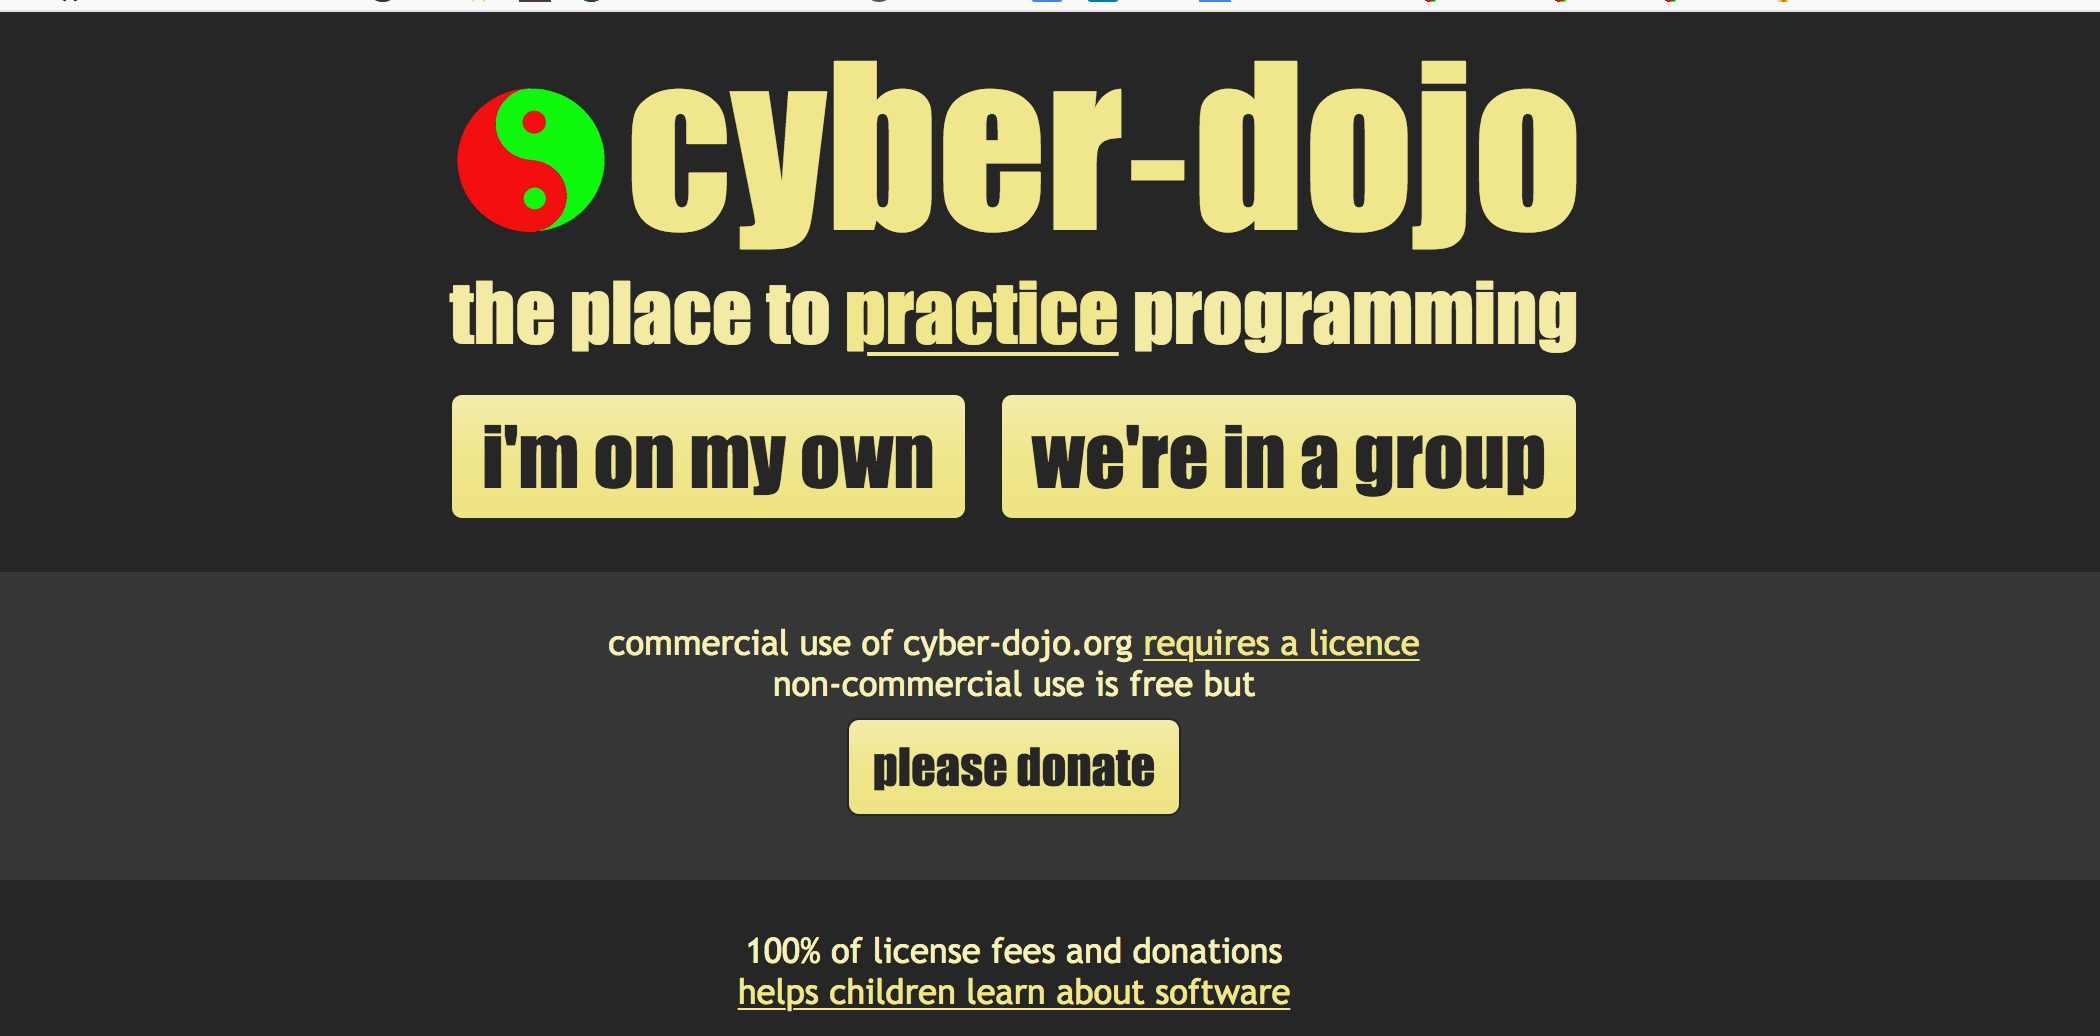 cyber-dojo
the place to practice programming
i'm on my own
we're in a group
commercial use of cyber-dojo.org requires a licence
non-commercial use is free but
please donate
100% of license fees and donations
helps children learn about software